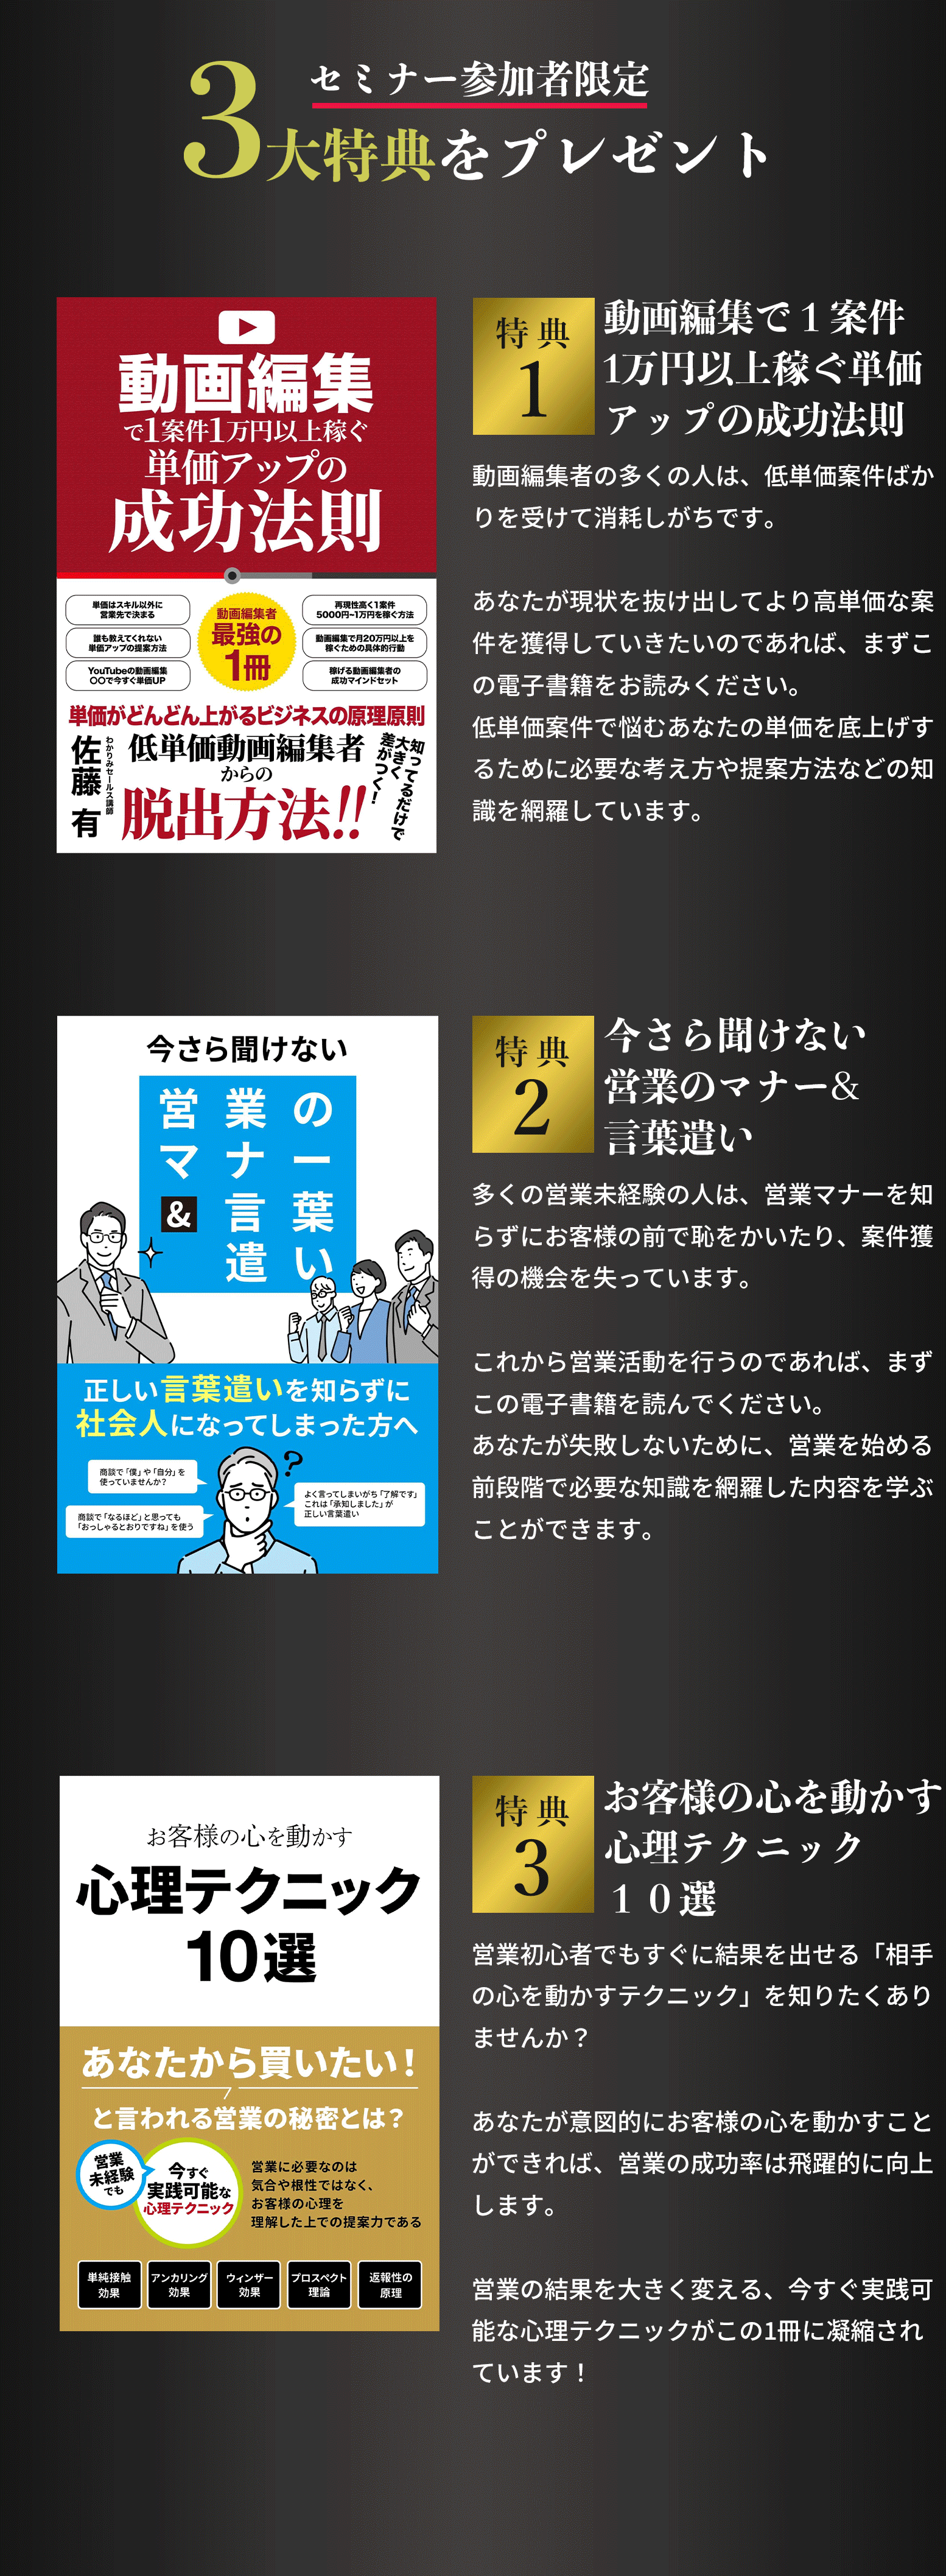 セミナー参加者限定
3大特典をプレゼント
動画編集
で1案件1万円以上稼ぐ
単価アップの
成功法則
単価はスキル以外に
営業先で決まる
誰も教えてくれない
単価アップの提案方法
YouTubeの動画編集
〇〇で今すぐ単価UP
動画編集者
最強の
1冊
再現性高く1案件
5000円~1万円を稼ぐ方法
動画編集で月20万円以上を
稼ぐための具体的行動
稼げる動画編集者の
成功マインドセット
単価がどんどん上がるビジネスの原理原則
わかりみセールス講師
佐藤 有
低単価動画編集者
からの
脱出方法!!
知ってるだけで
大きく
差がつく!
特典
1
動画編集で１案件
1万円以上稼ぐ単価
アップの成功法則
動画編集者の多くの人は、低単価案件ばか
りを受けて消耗しがちです。
あなたが現状を抜け出してより高単価な案
件を獲得していきたいのであれば、まずこ
の電子書籍をお読みください。
低単価案件で悩むあなたの単価を底上げす
るために必要な考え方や提案方法などの知
識を網羅しています。
今さら聞けない
営業の
マナー
&言葉
遣い
正しい言葉遣いを知らずに
社会人になってしまった方へ
?
商談で「僕」や「自分」を
使っていませんか？
商談で「なるほど」と思っても
「おっしゃるとおりですね」を使う
よく言ってしまいがち「了解です」
これは「承知しました」が
正しい言葉遣い
特典
2
今さら聞けない
営業のマナー&
言葉遣い
多くの営業未経験の人は、営業マナーを知
らずにお客様の前で恥をかいたり、案件獲
得の機会を失っています。
これから営業活動を行うのであれば、まず
この電子書籍を読んでください。
あなたが失敗しないために、営業を始める
前段階で必要な知識を網羅した内容を学ぶ
ことができます。
お客様の心を動かす
心理テクニック
10選
あなたから買いたい！
と言われる営業の秘密とは？
営業
未経験
でも
今すぐ
実践可能な
心理テクニック
営業に必要なのは
気合や根性ではなく、
お客様の心理を
理解した上での提案力である
単純接触
効果
アンカリング
効果
ウィンザー
効果
プロスペクト
理論
返報性の
原理
特典
3
お客様の心を動かす
心理テクニック
１０選
営業初心者でもすぐに結果を出せる「相手
の心を動かすテクニック」を知りたくあり
ませんか？
あなたが意図的にお客様の心を動かすこと
ができれば、営業の成功率は飛躍的に向上
します。
営業の結果を大きく変える、今すぐ実践可
能な心理テクニックがこの1冊に凝縮され
ています！